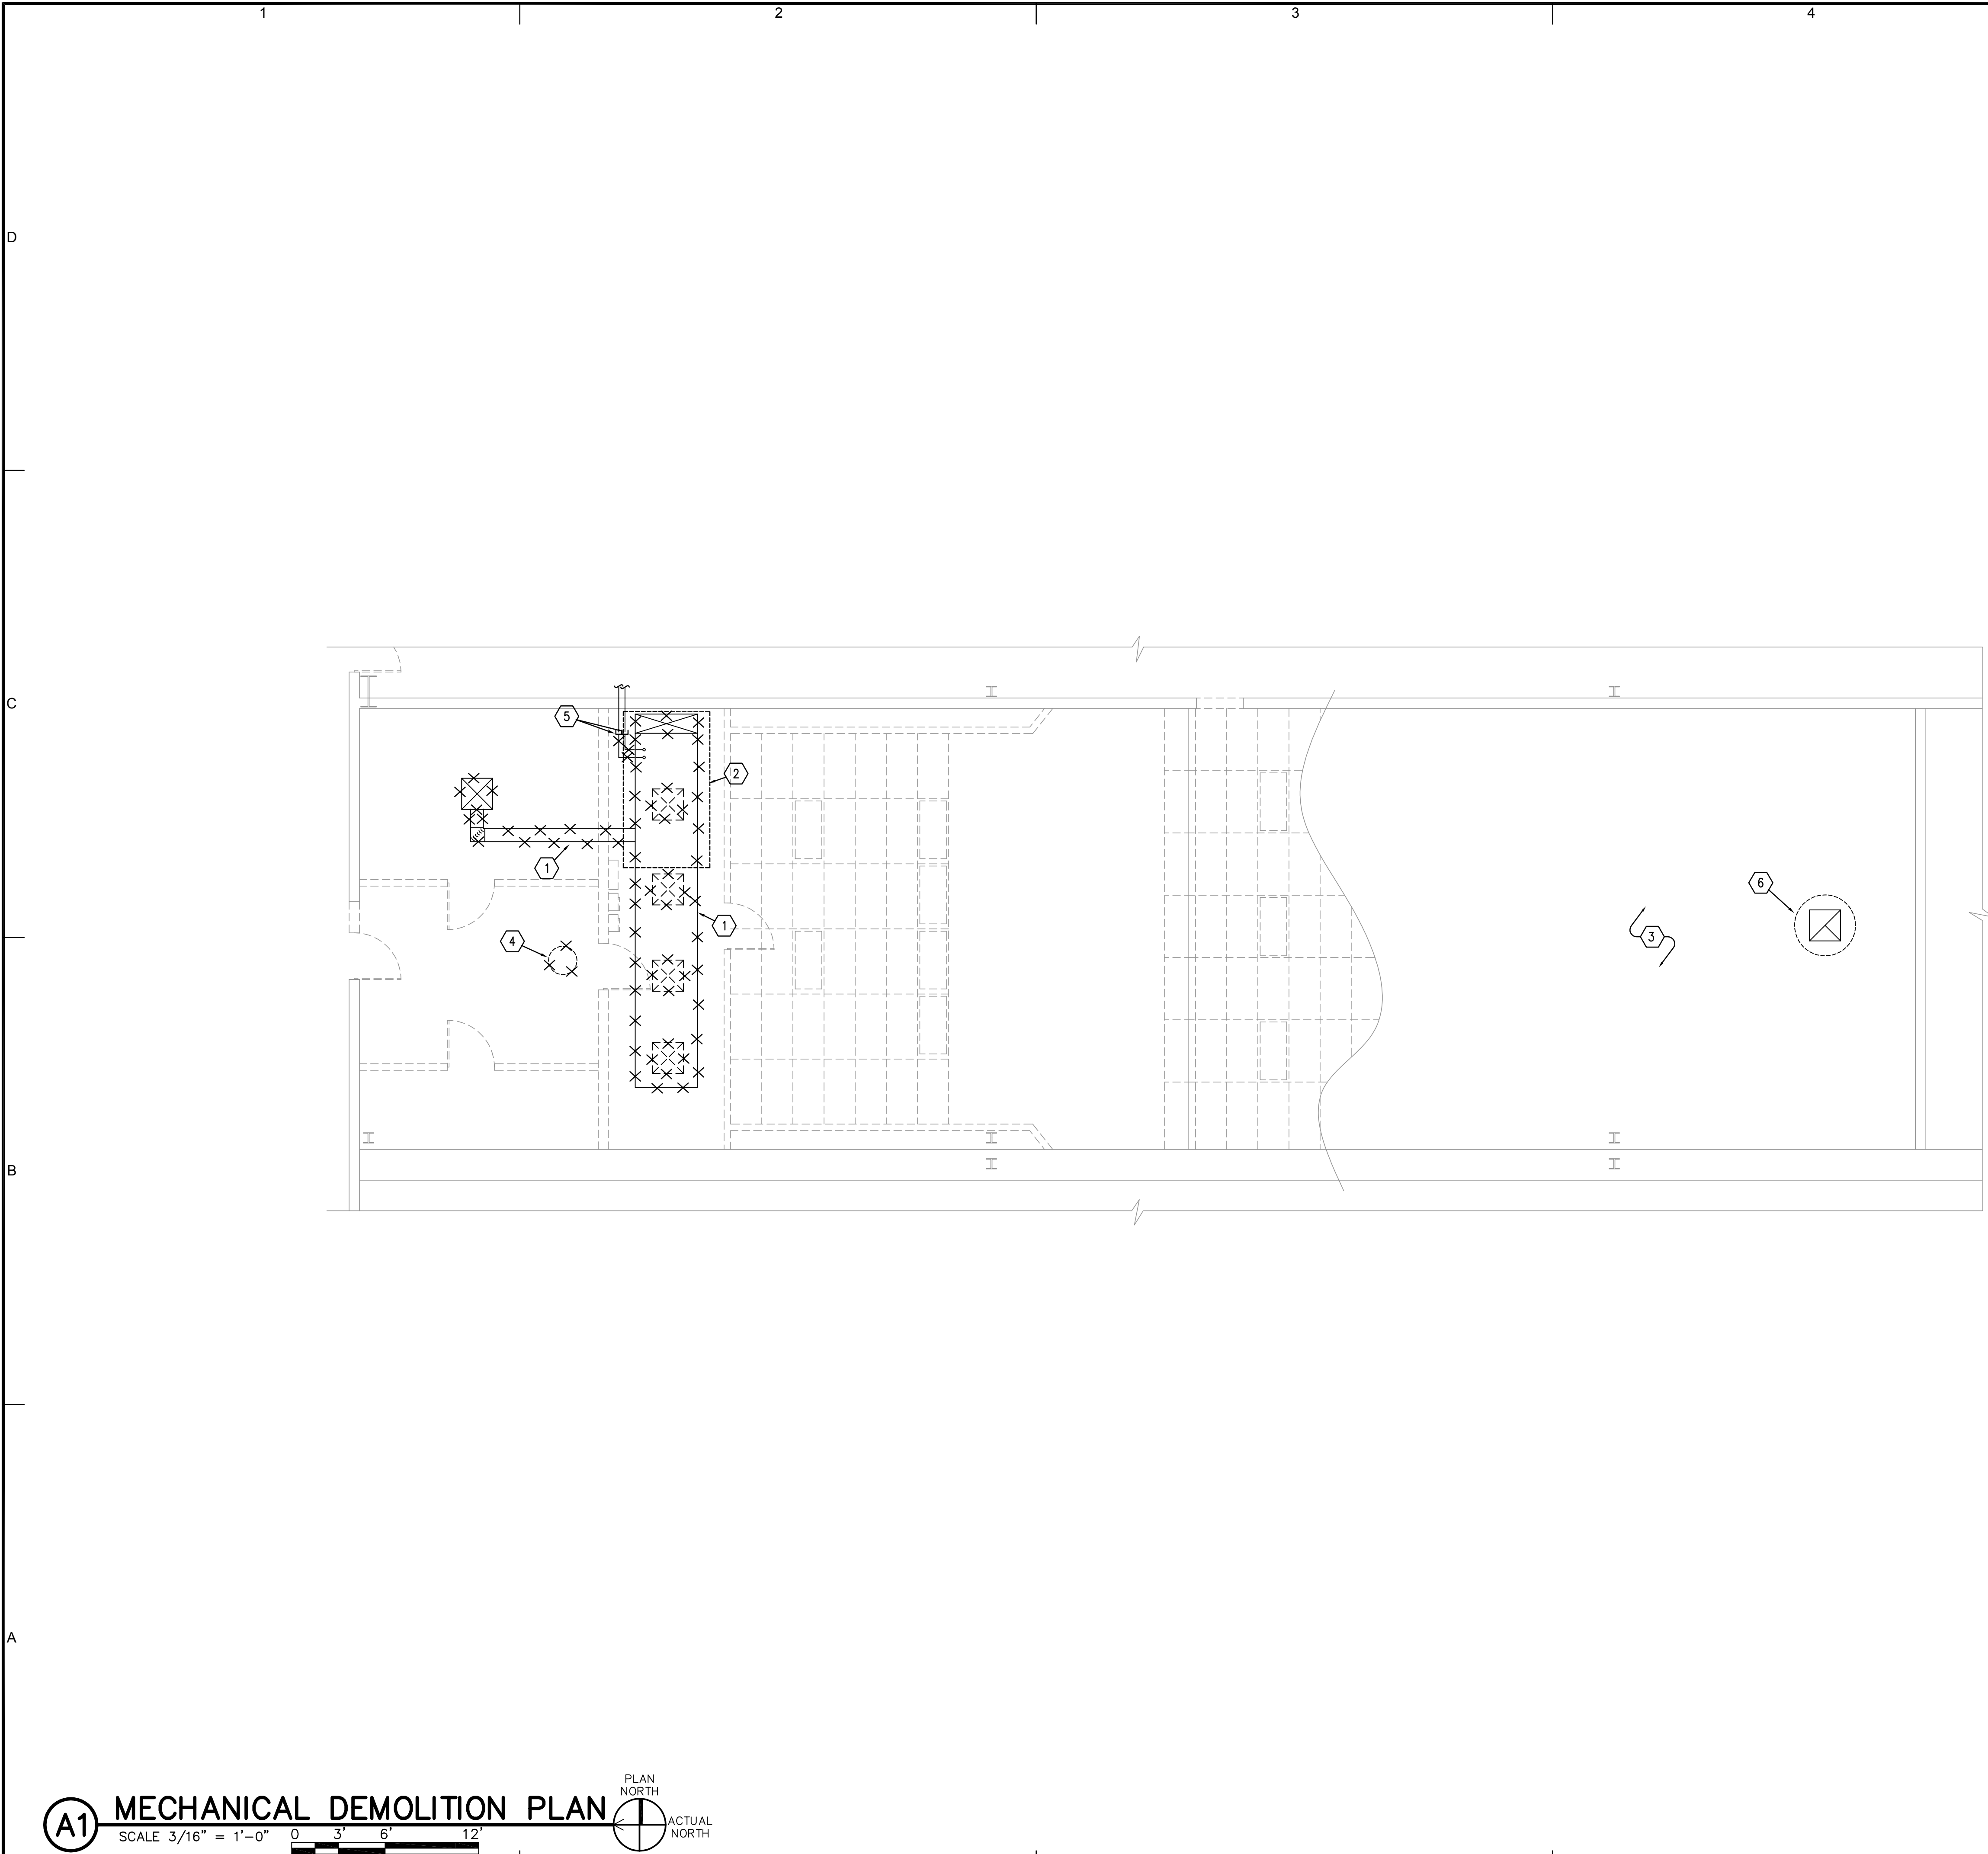 1 2 3 4
D
C
5
2
1
1
6
3
4
B
A
PLAN
NORTH
A1 MECHANICAL DEMOLITION PLAN
ACTUAL
NORTH
SCALE 3/16" = 1'-0" 0 3' 6' 12'